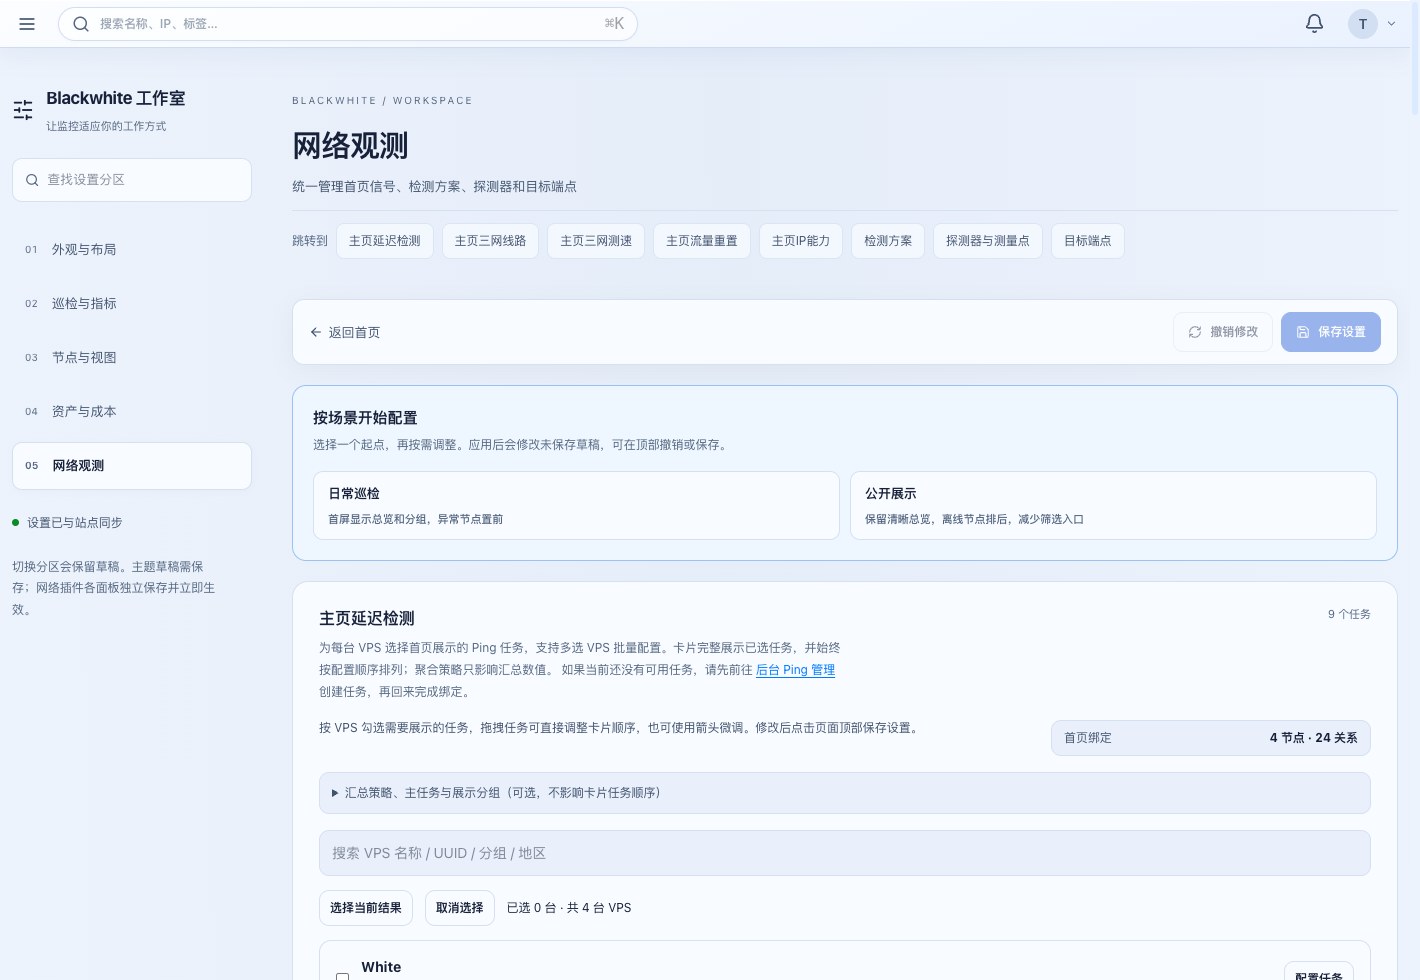 搜索名称、IP、标签...
⌘K
T
Blackwhite 工作室
让监控适应你的工作方式
查找设置分区
01 外观与布局
02 巡检与指标
03 节点与视图
04 资产与成本
05 网络观测
设置已与站点同步
切换分区会保留草稿。主题草稿需保
存；网络插件各面板独立保存并立即生
效。
BLACKWHITE / WORKSPACE
网络观测
统一管理首页信号、检测方案、探测器和目标端点
跳转到 主页延迟检测 主页三网线路 主页三网测速 主页流量重置 主页IP能力 检测方案 探测器与测量点 目标端点
返回首页
撤销修改
保存设置
按场景开始配置
选择一个起点，再按需调整。应用后会修改未保存草稿，可在顶部撤销或保存。
日常巡检
首屏显示总览和分组，异常节点置前
公开展示
保留清晰总览，离线节点排后，减少筛选入口
主页延迟检测
9 个任务
为每台 VPS 选择首页展示的 Ping 任务，支持多选 VPS 批量配置。卡片完整展示已选任务，并始终
按配置顺序排列；聚合策略只影响汇总数值。 如果当前还没有可用任务，请先前往 后台 Ping 管理
创建任务，再回来完成绑定。
按 VPS 勾选需要展示的任务，拖拽任务可直接调整卡片顺序，也可使用箭头微调。修改后点击页面顶部保存设置。
首页绑定 4 节点 · 24 关系
汇总策略、主任务与展示分组（可选，不影响卡片任务顺序）
搜索 VPS 名称 / UUID / 分组 / 地区
选择当前结果 取消选择 已选 0 台 · 共 4 台 VPS
White
配置任务